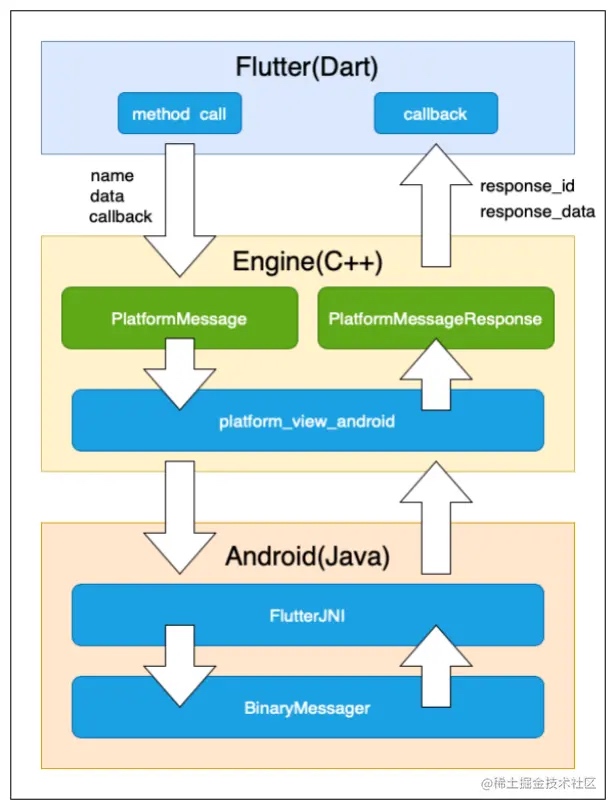 Flutter(Dart)
method call
callback
name
data
callback
response_id
response_data
Engine(C++)
PlatformMessage
PlatformMessageResponse
platform_view_android
Android(Java)
FlutterJNI
BinaryMessager
@稀土掘金技术社区